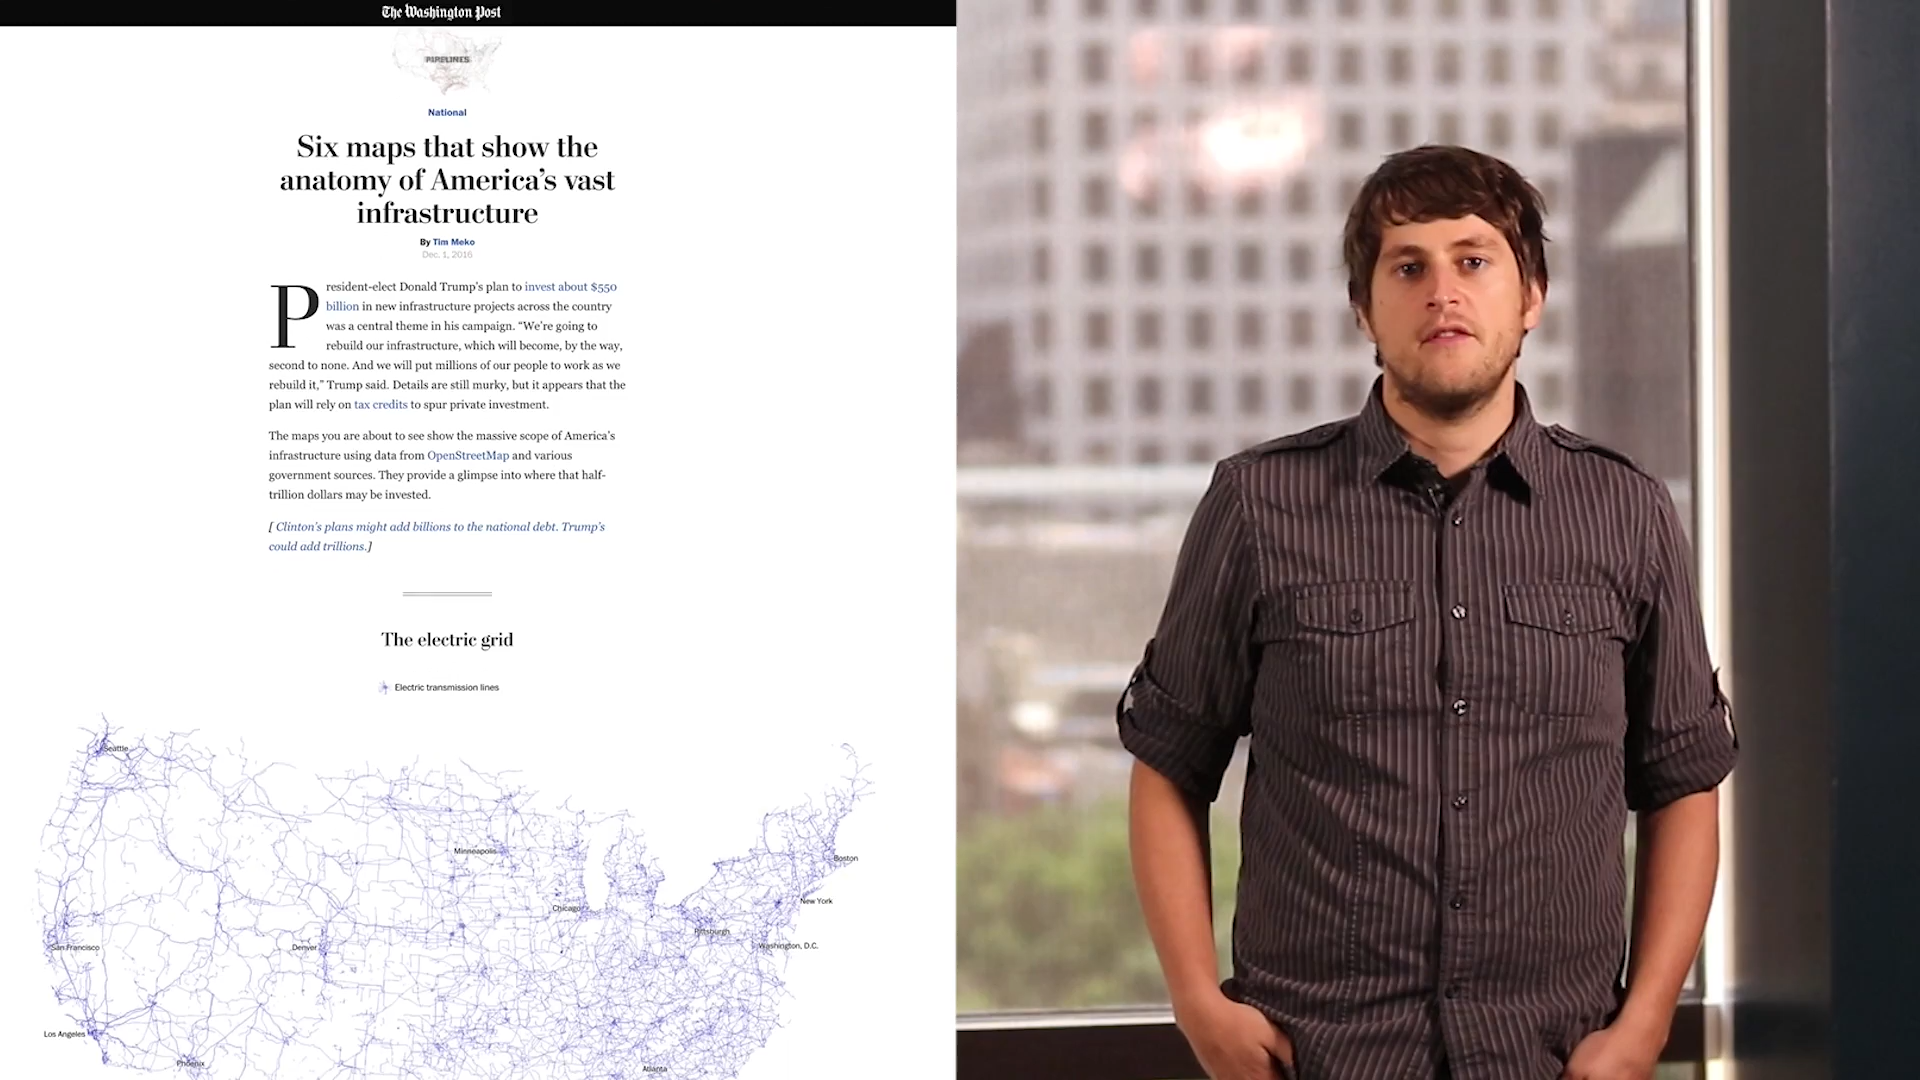 The Washington Post
PIPELINES
National
Six maps that show the
anatomy of America's vast
infrastructure
By Tim Meko
Dec. 1, 2016
President-elect Donald Trump's plan to invest about $550
billion in new infrastructure projects across the country
was a central theme in his campaign. “We're going to
rebuild our infrastructure, which will become, by the way,
second to none. And we will put millions of our people to work as we
rebuild it,” Trump said. Details are still murky, but it appears that the
plan will rely on tax credits to spur private investment.
The maps you are about to see show the massive scope of America's
infrastructure using data from OpenStreetMap and various
government sources. They provide a glimpse into where that half-
trillion dollars may be invested.
[ Clinton's plans might add billions to the national debt. Trump's
could add trillions.]
The electric grid
Electric transmission lines
Seattle
Minneapolis
Boston
Chicago
New York
Pittsburgh
San Francisco
Denver
Washington, D.C.
Los Angeles
Phoenix
Atlanta